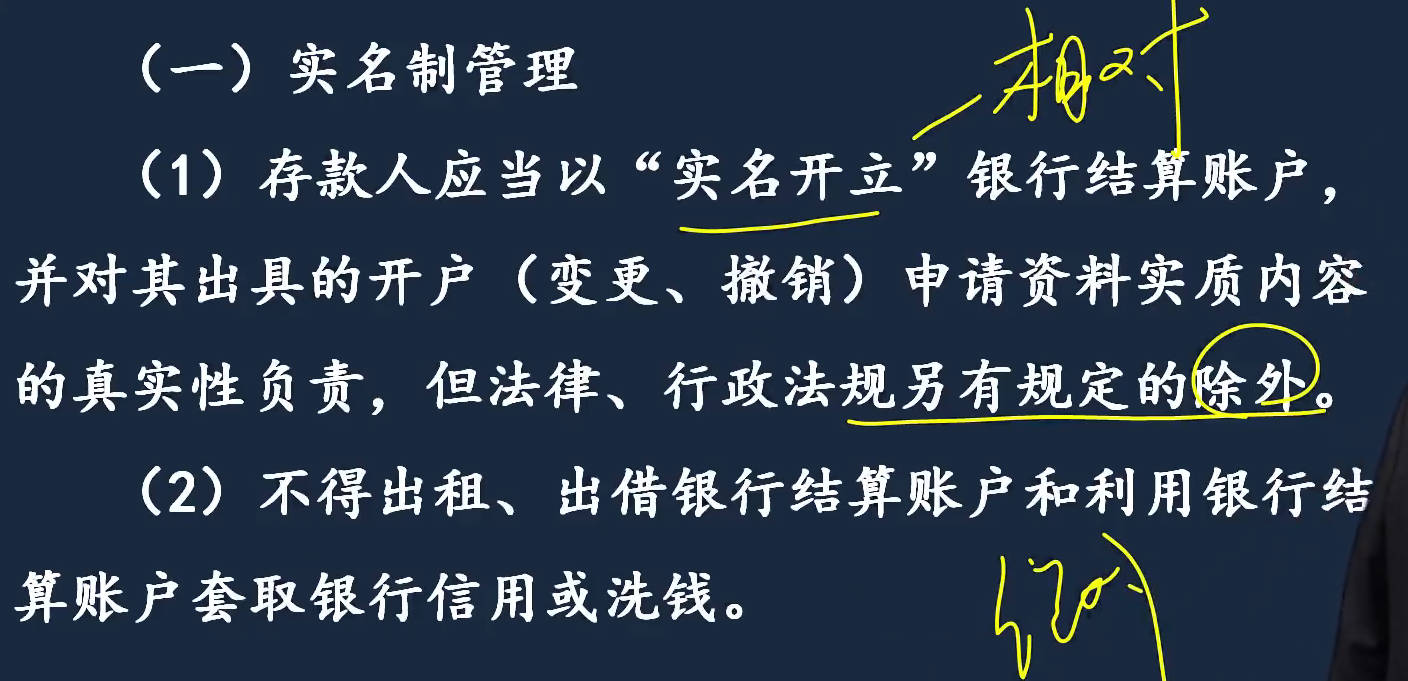 (一)实名制管理
相对
(1)存款人应当以“实名开立”银行结算账户,
并对其出具的开户(变更、撤销)申请资料实质内容
的真实性负责,但法律、行政法规另有规定的除外。
(2)不得出租、出借银行结算账户和利用银行结
算账户套取银行信用或洗钱。
绝对